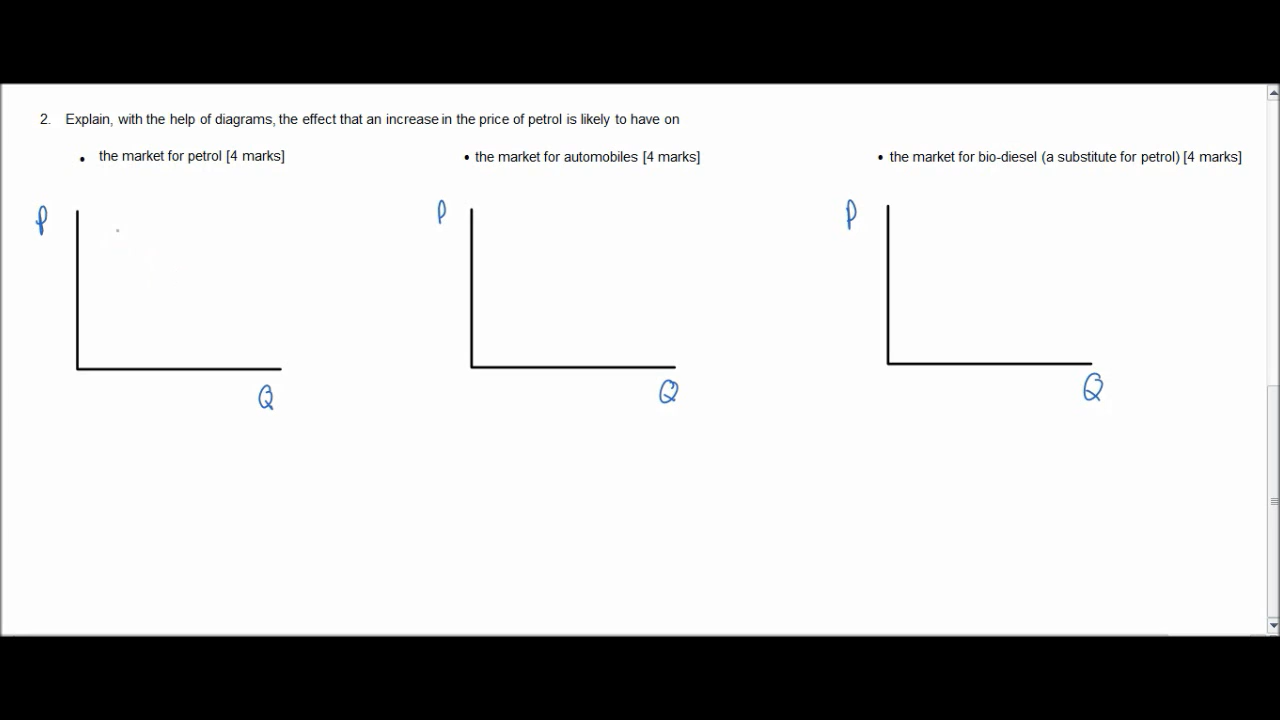 2. Explain, with the help of diagrams, the effect that an increase in the price of petrol is likely to have on
• the market for petrol [4 marks]
• the market for automobiles [4 marks]
• the market for bio-diesel (a substitute for petrol) [4 marks]
P
P
P
Q
Q
Q